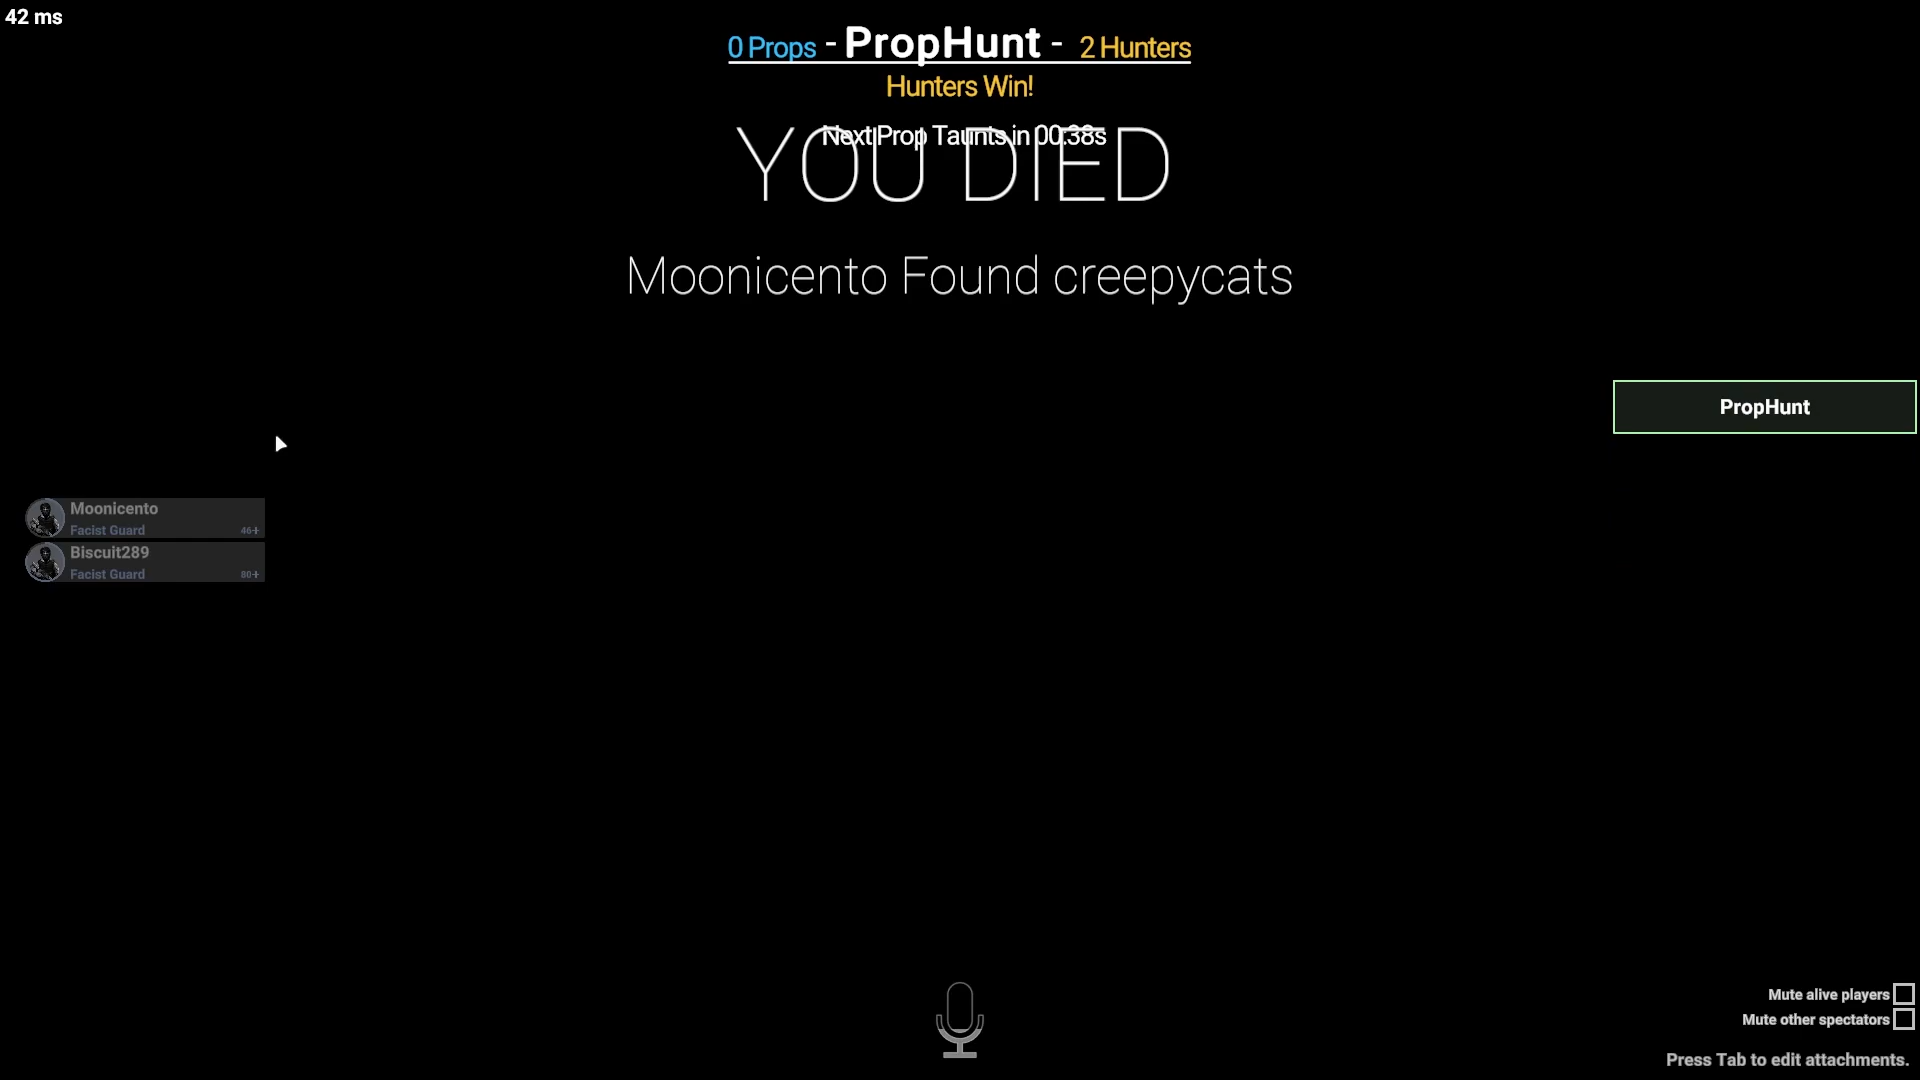 42 ms
0 Props - PropHunt - 2 Hunters
Hunters Win!
Next Prop Taunts in 00:38s
YOU DIED
Moonicento Found creepycats
PropHunt
Moonicento
Facist Guard 46+
Biscuit289
Facist Guard 80+
Mute alive players
Mute other spectators
Press Tab to edit attachments.